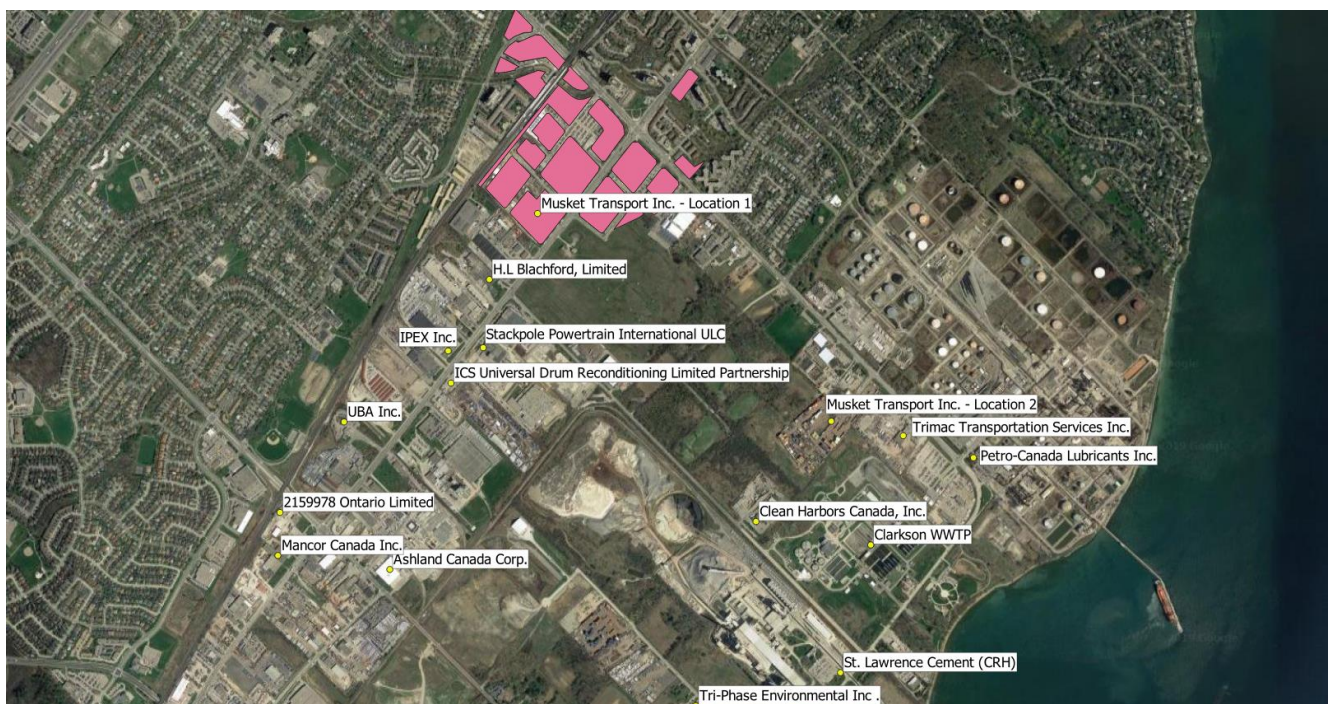 Musket Transport Inc. - Location 1
H.L Blachford, Limited
IPEX Inc.
Stackpole Powertrain International ULC
ICS Universal Drum Reconditioning Limited Partnership
UBA Inc.
Musket Transport Inc. - Location 2
Trimac Transportation Services Inc.
Petro-Canada Lubricants Inc.
2159978 Ontario Limited
Clean Harbors Canada, Inc.
Clarkson WWTP
Mancor Canada Inc.
Ashland Canada Corp.
St. Lawrence Cement (CRH)
Tri-Phase Environmental Inc .